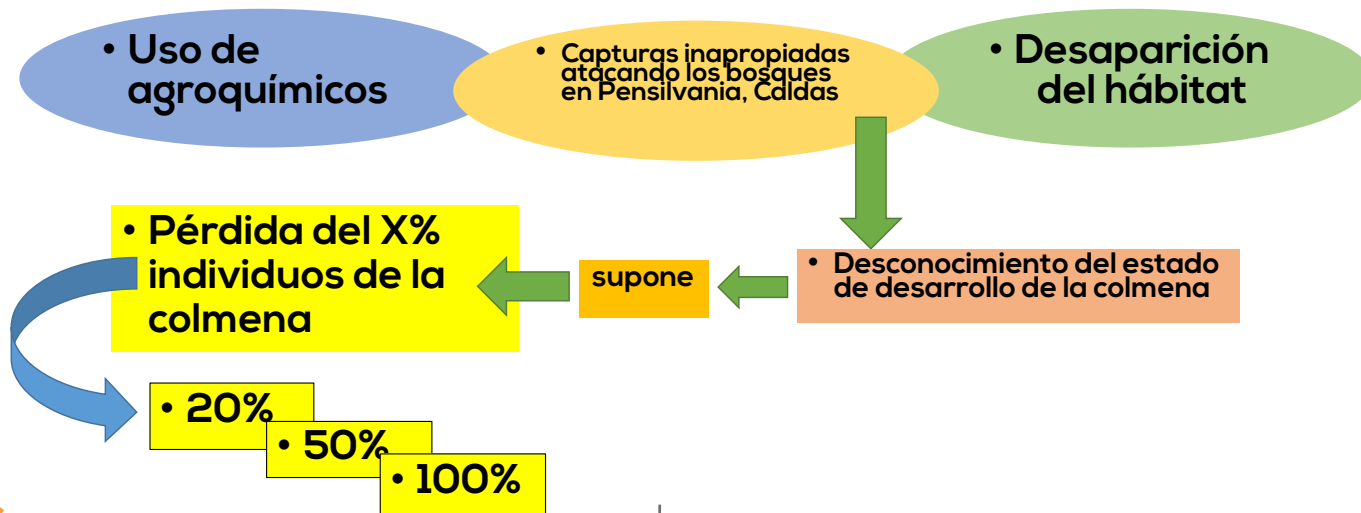 • Uso de
agroquímicos
• Capturas inapropiadas
atacando los bosques
en Pensilvania, Caldas
• Desaparición
del hábitat
• Pérdida del X%
individuos de la
colmena
supone
• Desconocimiento del estado
de desarrollo de la colmena
• 20%
• 50%
• 100%